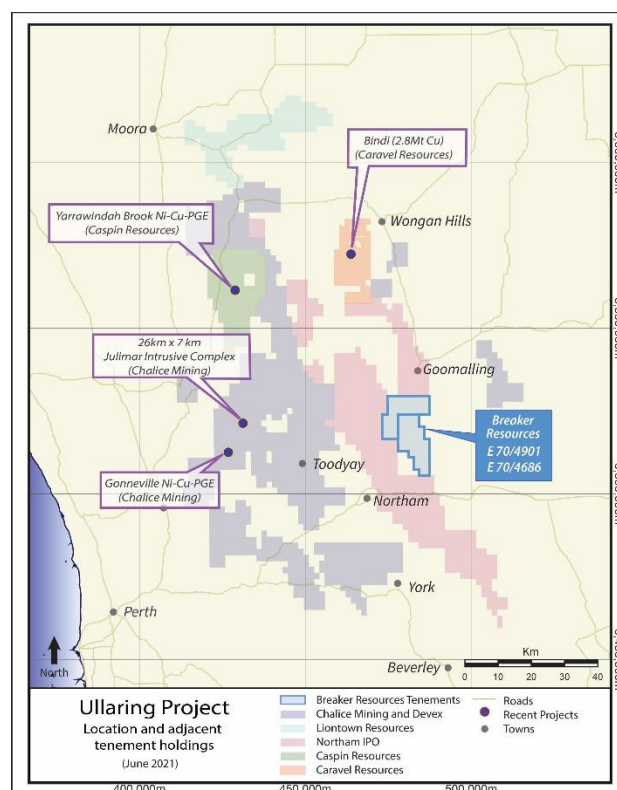 Moora
Bindi (2.8Mt Cu)
(Caravel Resources)
Yarrawindah Brook Ni-Cu-PGE
(Caspin Resources)
Wongan Hills
26km x 7 km
Julimar Intrusive Complex
(Chalice Mining)
Goomalling
Breaker
Resources
E 70/4901
E 70/4686
Gonneville Ni-Cu-PGE
(Chalice Mining)
Toodyay
Northam
York
Perth
Beverley
North
Km
0 10 20 30 40
Ullaring Project
Location and adjacent
tenement holdings
(June 2021)
Breaker Resources Tenements
Chalice Mining and Devex
Liontown Resources
Northam IPO
Caspin Resources
Caravel Resources
Roads
Recent Projects
Towns
400,000m
450,000m
500,000m